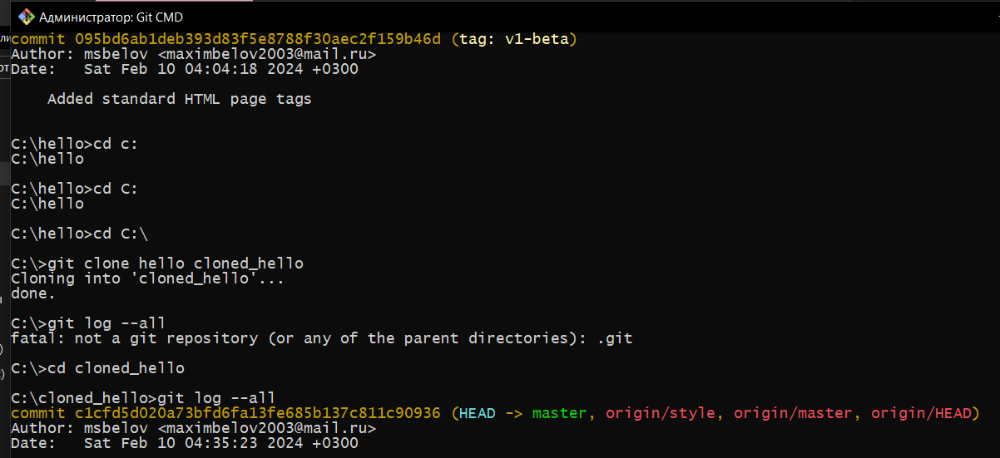 Администратор: Git CMD
commit 095bd6ab1deb393d83f5e8788f30aec2f159b46d (tag: v1-beta)
Author: msbelov <maximbelov2003@mail.ru>
Date:   Sat Feb 10 04:04:18 2024 +0300
    Added standard HTML page tags
C:\hello>cd c:
C:\hello
C:\hello>cd C:
C:\hello
C:\hello>cd C:\
C:\>git clone hello cloned_hello
Cloning into 'cloned_hello'...
done.
C:\>git log --all
fatal: not a git repository (or any of the parent directories): .git
C:\>cd cloned_hello
C:\cloned_hello>git log --all
commit c1cfd5d020a73bfd6fa13fe685b137c811c90936 (HEAD -> master, origin/style, origin/master, origin/HEAD)
Author: msbelov <maximbelov2003@mail.ru>
Date:   Sat Feb 10 04:35:23 2024 +0300